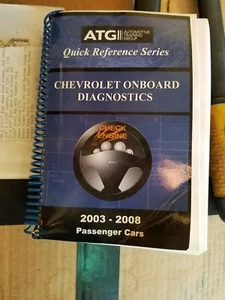 ATG
AUTOMOTIVE
TRAINING
GROUP
Quick Reference Series
CHEVROLET ONBOARD
DIAGNOSTICS
CHECK
ENGINE
2003 - 2008
Passenger Cars